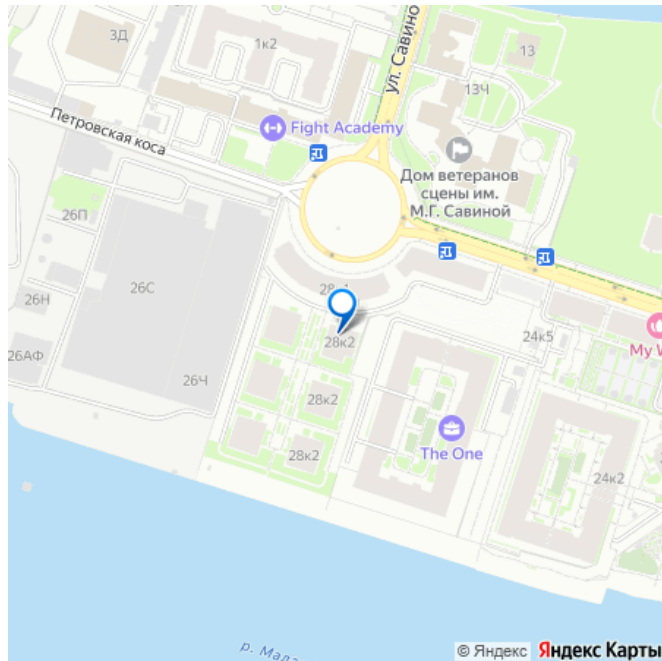 3Д
1к2
ул. Савино
13
13Ч
Fight Academy
Петровская коса
Дом ветеранов
сцены им.
М.Г. Савиной
26П
26С
26Н
28к2
24к5
My
26АФ
26Ч
28к2
The One
28к2
24к2
р. Мала
© Яндекс Яндекс Карты